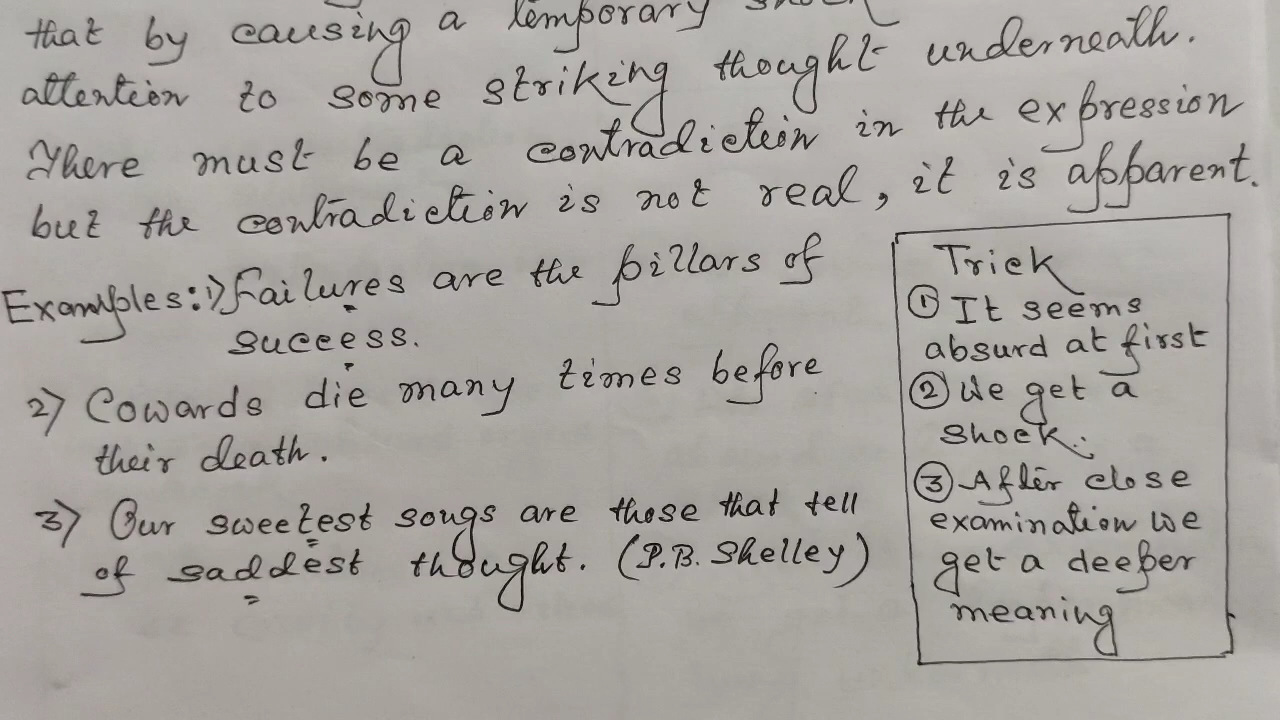 that by causing a temporary
attention to some striking thought underneath.
There must be a contradiction in the expression
but the contradiction is not real, it is apparent.
Examples:1) Failures are the pillars of
success.
2) Cowards die many times before
their death.
3) Our sweetest songs are those that tell
of saddest thought. (P.B. Shelley)
Trick
① It seems
absurd at first
② We get a
shock.
③ After close
examination we
get a deeper
meaning